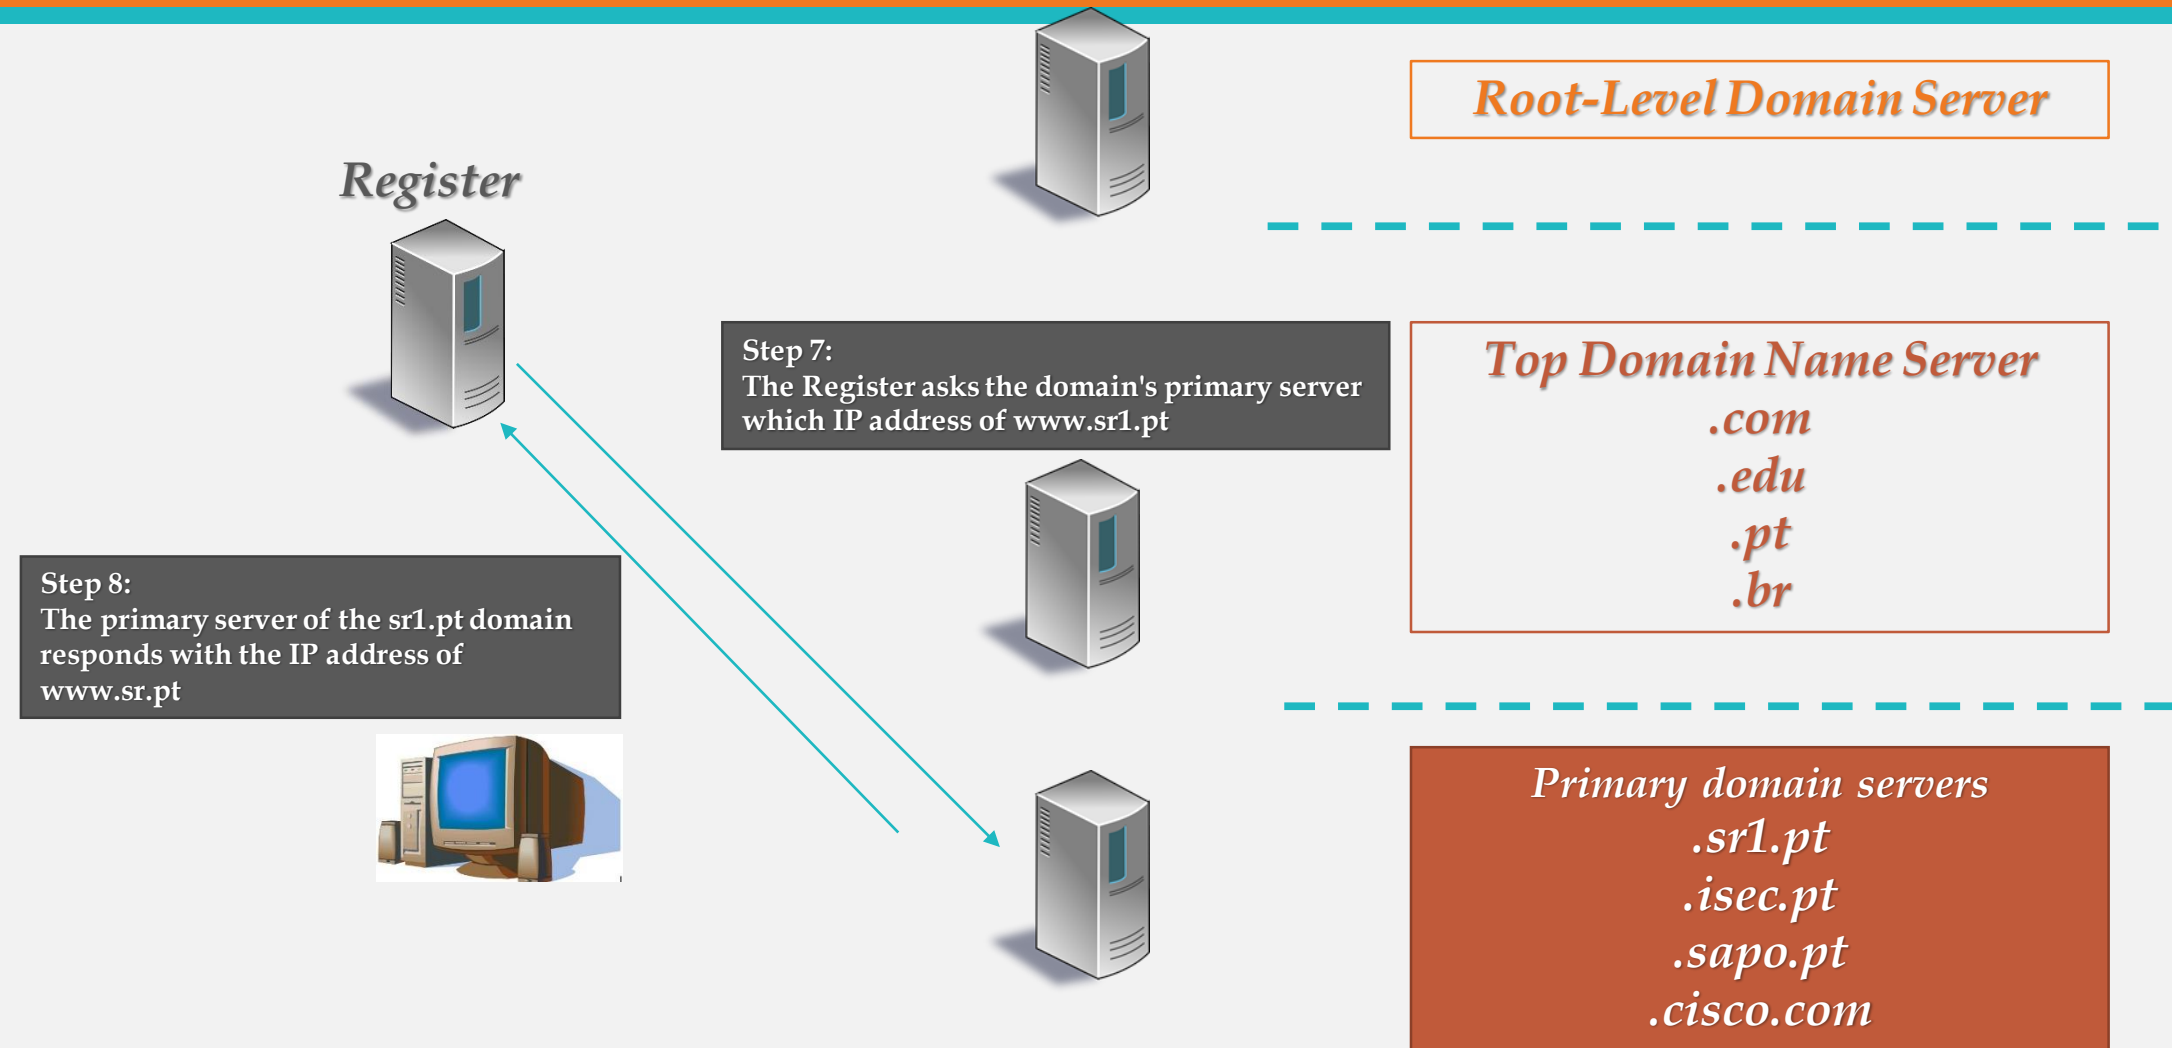 Root-Level Domain Server
Register
Step 7:
The Register asks the domain's primary server
which IP address of www.sr1.pt
Top Domain Name Server
.com
.edu
.pt
.br
Step 8:
The primary server of the sr1.pt domain
responds with the IP address of
www.sr.pt
Primary domain servers
.sr1.pt
.isec.pt
.sapo.pt
.cisco.com